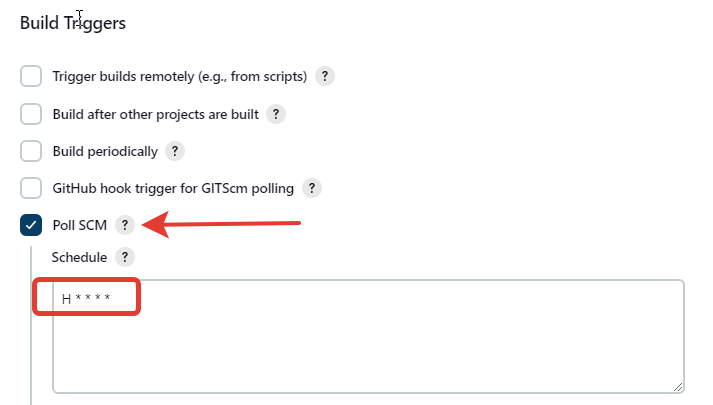 Build Triggers
Trigger builds remotely (e.g., from scripts) ?
Build after other projects are built ?
Build periodically ?
GitHub hook trigger for GITScm polling ?
Poll SCM ?
Schedule ?
H * * * *